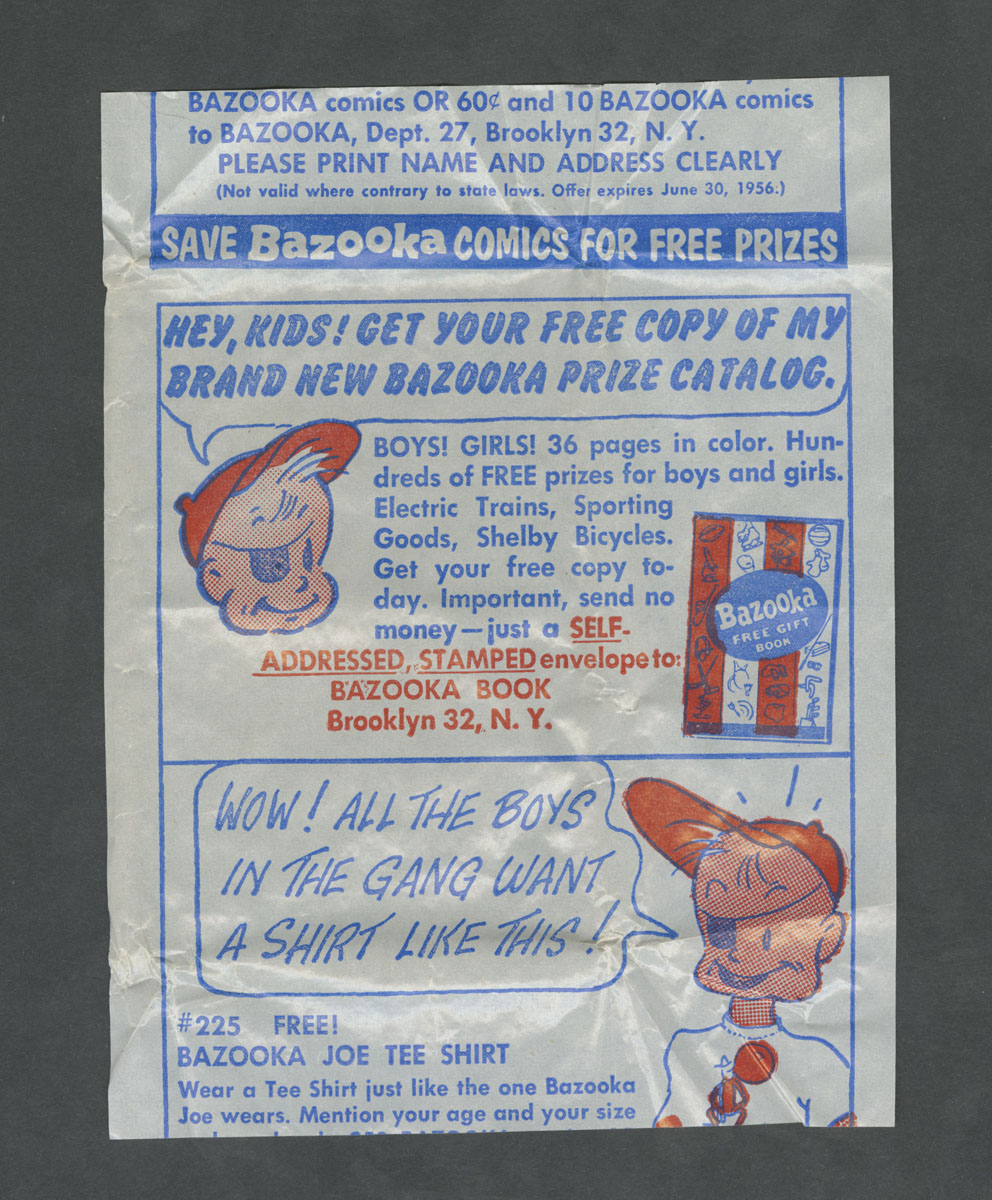 BAZOOKA comics OR 60¢ and 10 BAZOOKA comics
to BAZOOKA, Dept. 27, Brooklyn 32, N. Y.
PLEASE PRINT NAME AND ADDRESS CLEARLY
(Not valid where contrary to state laws. Offer expires June 30, 1956.)
SAVE Bazooka COMICS FOR FREE PRIZES
HEY, KIDS! GET YOUR FREE COPY OF MY
BRAND NEW BAZOOKA PRIZE CATALOG.
BOYS! GIRLS! 36 pages in color. Hun-
dreds of FREE prizes for boys and girls.
Electric Trains, Sporting
Goods, Shelby Bicycles.
Get your free copy to-
day. Important, send no
money—just a SELF-
ADDRESSED, STAMPED envelope to:
BAZOOKA BOOK
Brooklyn 32, N. Y.
Bazooka
FREE GIFT
BOOK
WOW! ALL THE BOYS
IN THE GANG WANT
A SHIRT LIKE THIS!
#225 FREE!
BAZOOKA JOE TEE SHIRT
Wear a Tee Shirt just like the one Bazooka
Joe wears. Mention your age and your size